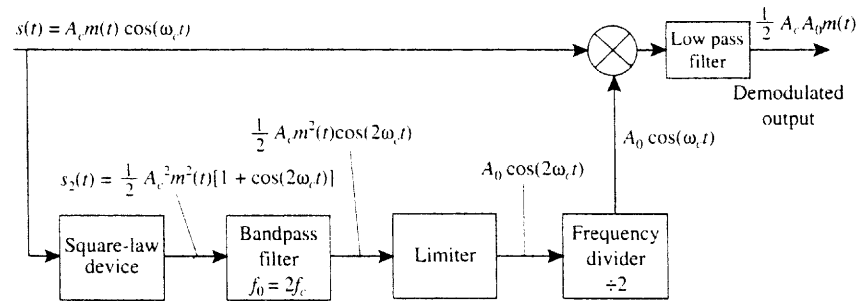 s(t) = A_c m(t) cos(ω_c t)
Low pass
filter
1/2 A_c A_0 m(t)
Demodulated
output
A_0 cos(ω_c t)
1/2 A_c m²(t)cos(2ω_c t)
s_2(t) = 1/2 A_c² m²(t)[1 + cos(2ω_c t)]
A_0 cos(2ω_c t)
Square-law
device
Bandpass
filter
f_0 = 2f_c
Limiter
Frequency
divider
÷2